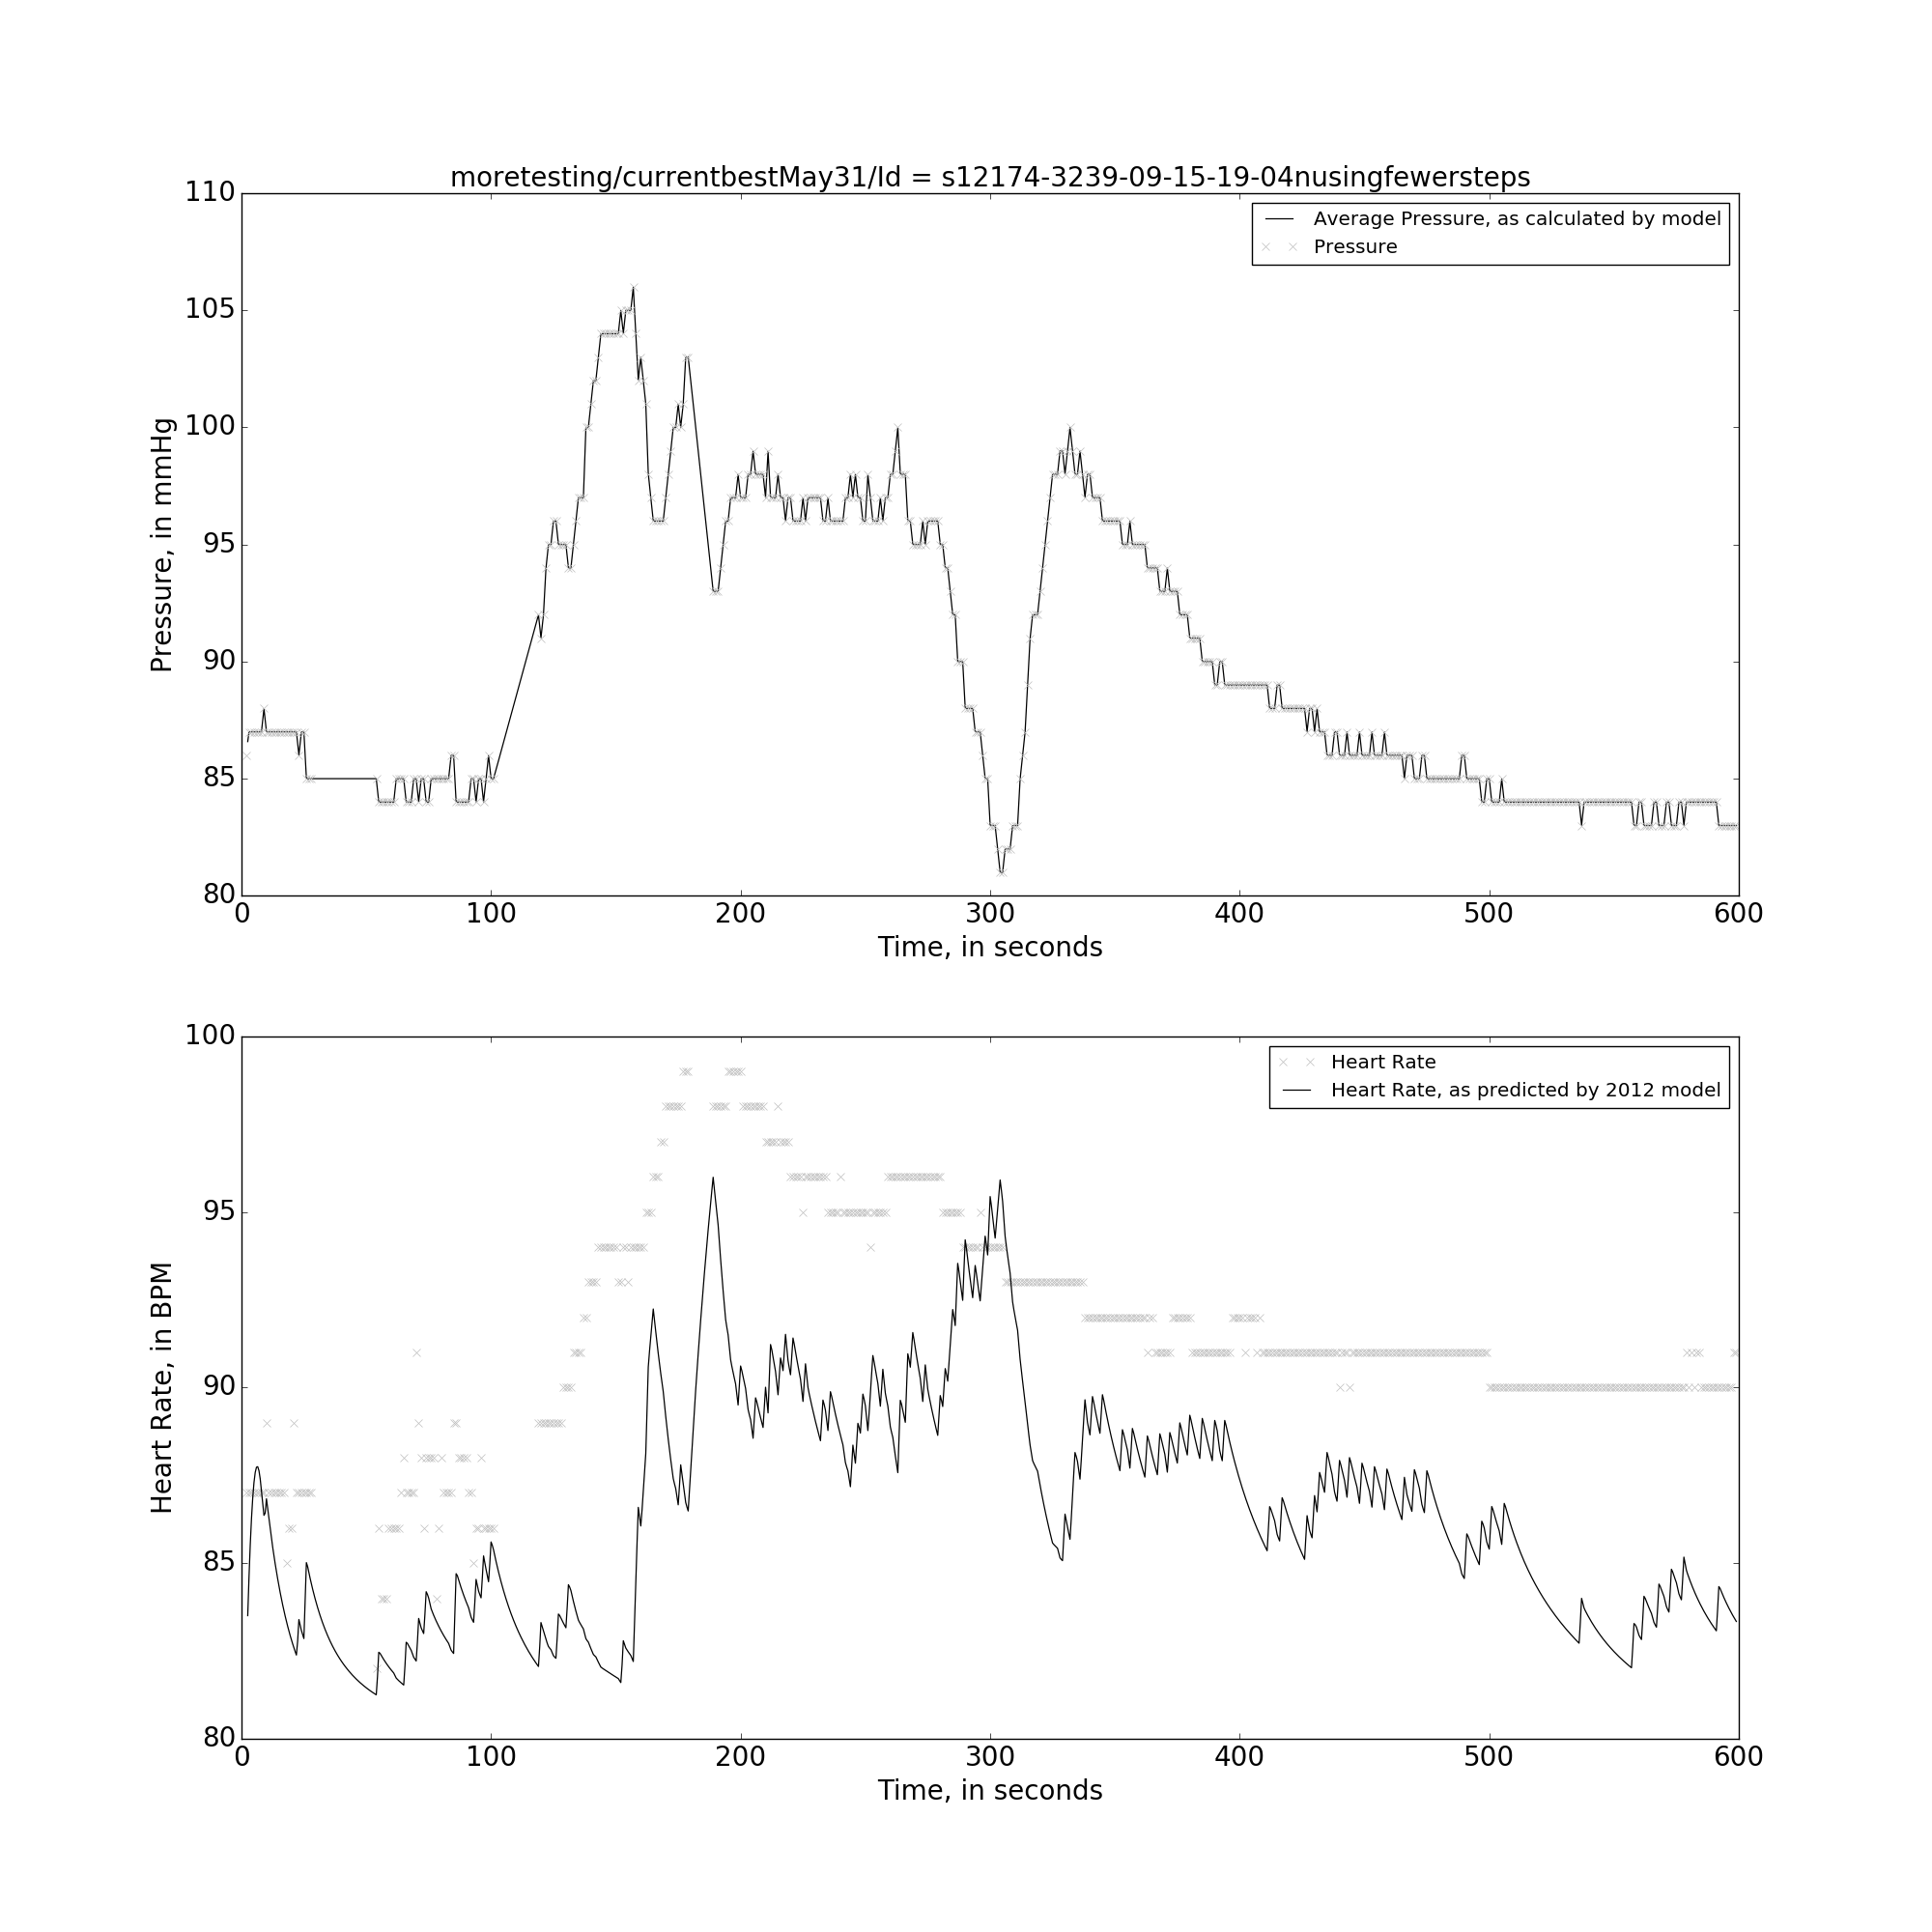 moretesting/currentbestMay31/Id = s12174-3239-09-15-19-04nusingfewersteps
110
105
100
95
90
85
80
Pressure, in mmHg
Average Pressure, as calculated by model
Pressure
0 100 200 300 400 500 600
Time, in seconds
100
95
90
85
80
Heart Rate, in BPM
Heart Rate
Heart Rate, as predicted by 2012 model
0 100 200 300 400 500 600
Time, in seconds